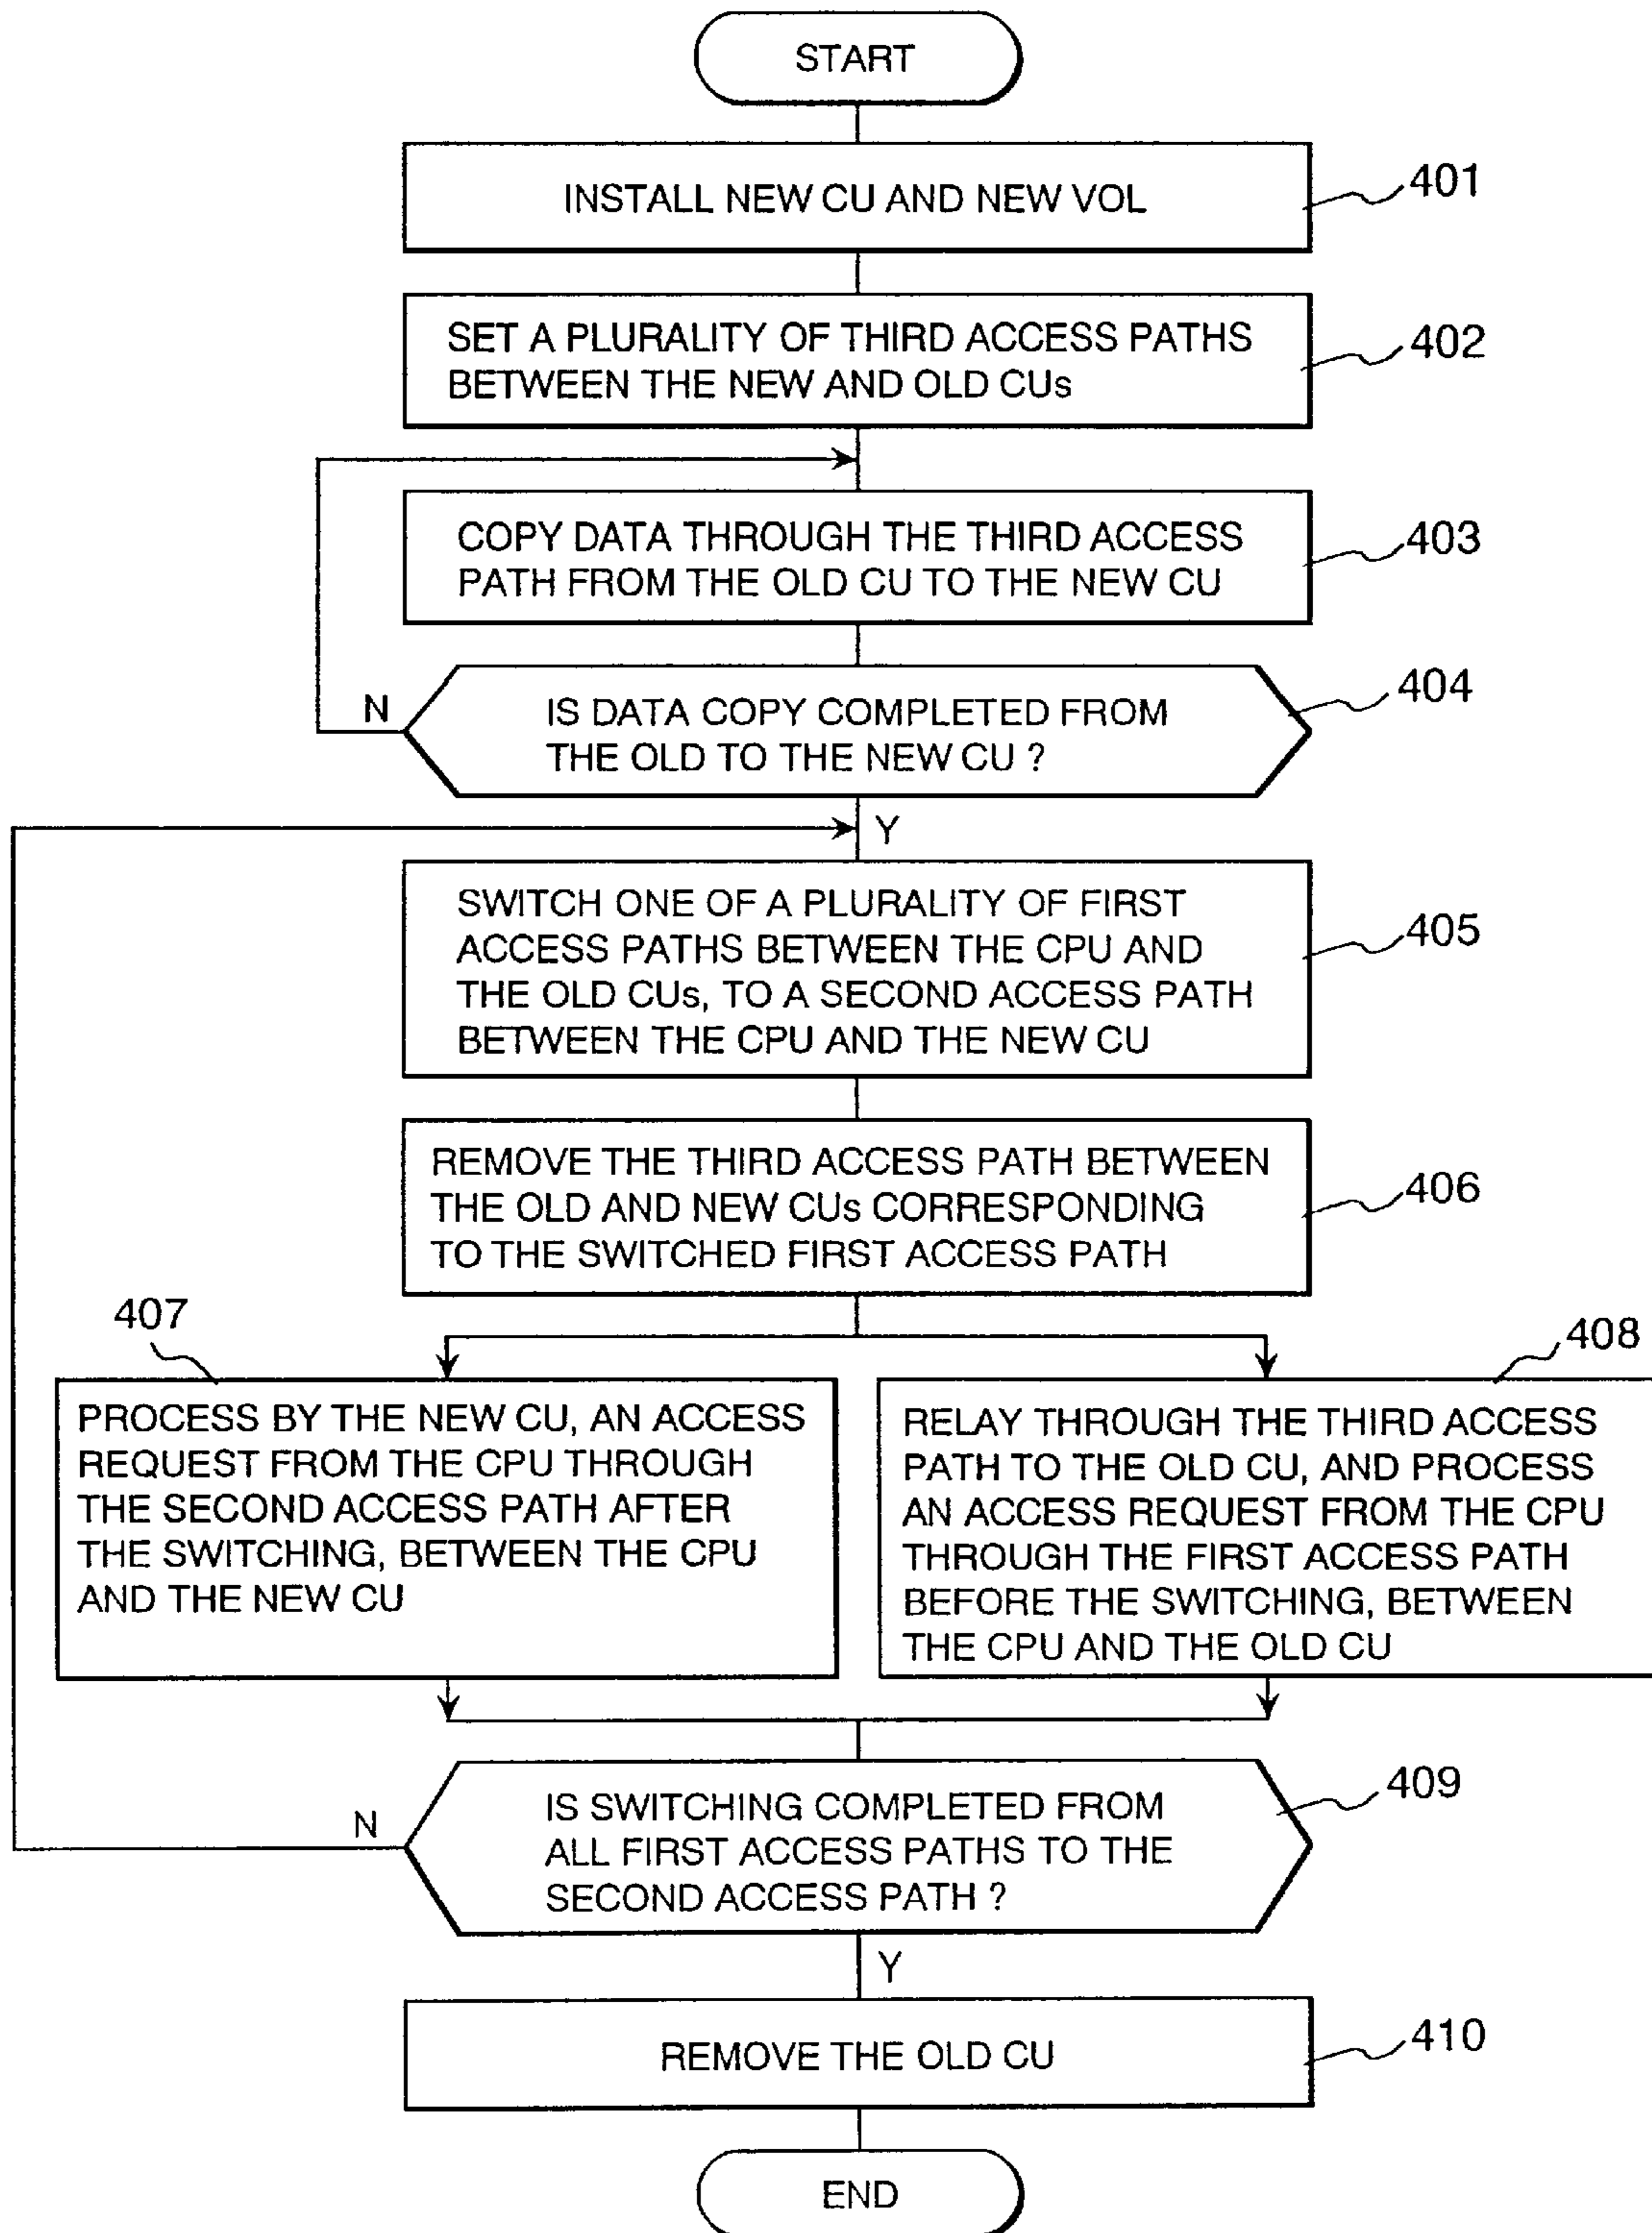 START
INSTALL NEW CU AND NEW VOL
401
SET A PLURALITY OF THIRD ACCESS PATHS
BETWEEN THE NEW AND OLD CUs
402
COPY DATA THROUGH THE THIRD ACCESS
PATH FROM THE OLD CU TO THE NEW CU
403
IS DATA COPY COMPLETED FROM
THE OLD TO THE NEW CU ?
404
N
Y
SWITCH ONE OF A PLURALITY OF FIRST
ACCESS PATHS BETWEEN THE CPU AND
THE OLD CUs, TO A SECOND ACCESS PATH
BETWEEN THE CPU AND THE NEW CU
405
REMOVE THE THIRD ACCESS PATH BETWEEN
THE OLD AND NEW CUs CORRESPONDING
TO THE SWITCHED FIRST ACCESS PATH
406
407
PROCESS BY THE NEW CU, AN ACCESS
REQUEST FROM THE CPU THROUGH
THE SECOND ACCESS PATH AFTER
THE SWITCHING, BETWEEN THE CPU
AND THE NEW CU
408
RELAY THROUGH THE THIRD ACCESS
PATH TO THE OLD CU, AND PROCESS
AN ACCESS REQUEST FROM THE CPU
THROUGH THE FIRST ACCESS PATH
BEFORE THE SWITCHING, BETWEEN
THE CPU AND THE OLD CU
IS SWITCHING COMPLETED FROM
ALL FIRST ACCESS PATHS TO THE
SECOND ACCESS PATH ?
409
N
Y
REMOVE THE OLD CU
410
END